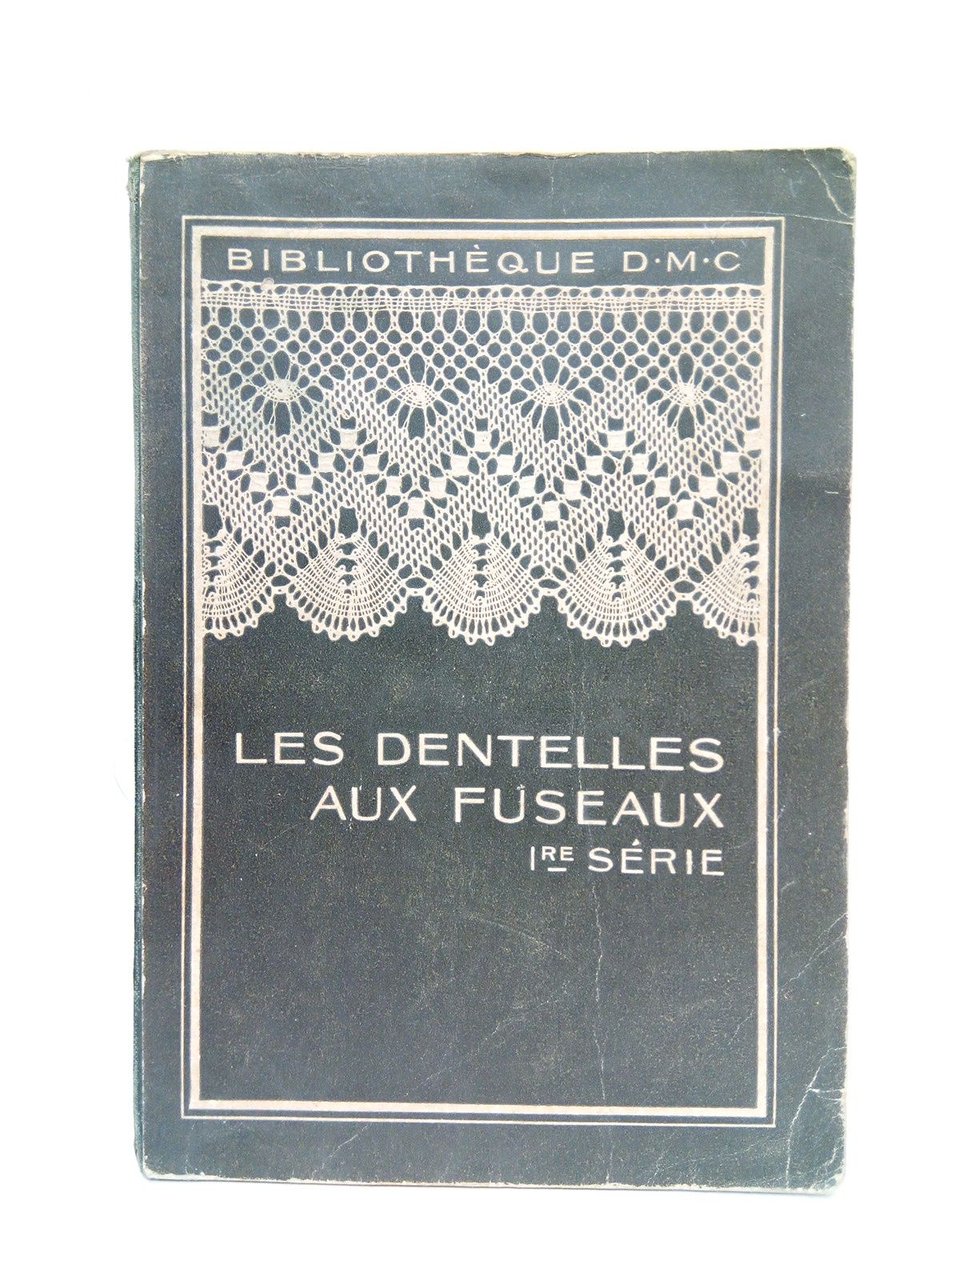 BIBLIOTHÈQUE D·M·C
LES DENTELLES
AUX FUSEAUX
1RE SÉRIE